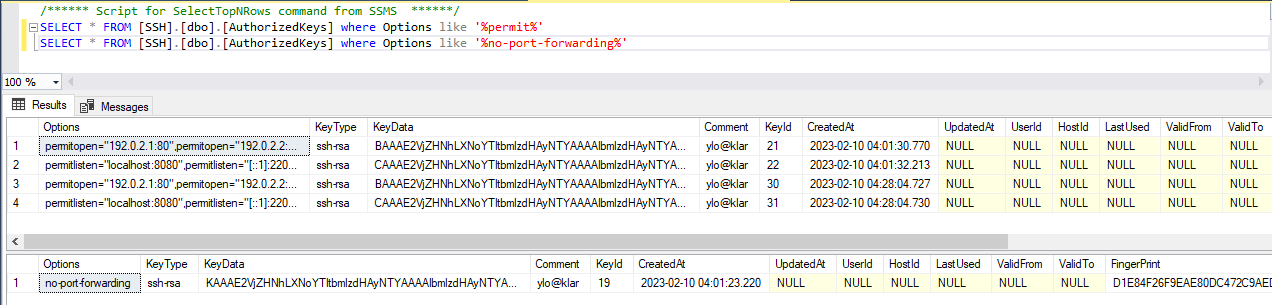 /****** Script for SelectTopNRows command from SSMS ******/
SELECT * FROM [SSH].[dbo].[AuthorizedKeys] where Options like '%permit%'
SELECT * FROM [SSH].[dbo].[AuthorizedKeys] where Options like '%no-port-forwarding%'
100 %
Results Messages
Options KeyType KeyData Comment KeyId CreatedAt UpdatedAt UserId HostId LastUsed ValidFrom ValidTo
1 permitopen="192.0.2.1:80",permitopen="192.0.2.2:... ssh-rsa BAAAE2VjZHNhLXNoYTItbmlzdHAyNTYAAAAIbmlzdHAyNTYA... ylo@klar 21 2023-02-10 04:01:30.770 NULL NULL NULL NULL NULL NULL
2 permitlisten="localhost:8080",permitlisten="[::1]:220... ssh-rsa CAAAE2VjZHNhLXNoYTItbmlzdHAyNTYAAAAIbmlzdHAyNTYA... ylo@klar 22 2023-02-10 04:01:32.213 NULL NULL NULL NULL NULL NULL
3 permitopen="192.0.2.1:80",permitopen="192.0.2.2:... ssh-rsa BAAAE2VjZHNhLXNoYTItbmlzdHAyNTYAAAAIbmlzdHAyNTYA... ylo@klar 30 2023-02-10 04:28:04.727 NULL NULL NULL NULL NULL NULL
4 permitlisten="localhost:8080",permitlisten="[::1]:220... ssh-rsa CAAAE2VjZHNhLXNoYTItbmlzdHAyNTYAAAAIbmlzdHAyNTYA... ylo@klar 31 2023-02-10 04:28:04.730 NULL NULL NULL NULL NULL NULL
Options KeyType KeyData Comment KeyId CreatedAt UpdatedAt UserId HostId LastUsed ValidFrom ValidTo FingerPrint
1 no-port-forwarding ssh-rsa KAAAE2VjZHNhLXNoYTItbmlzdHAyNTYAAAAIbmlzdHAyNTYA... ylo@klar 19 2023-02-10 04:01:23.220 NULL NULL NULL NULL NULL NULL D1E84F26F9EAE80DC472C9AED